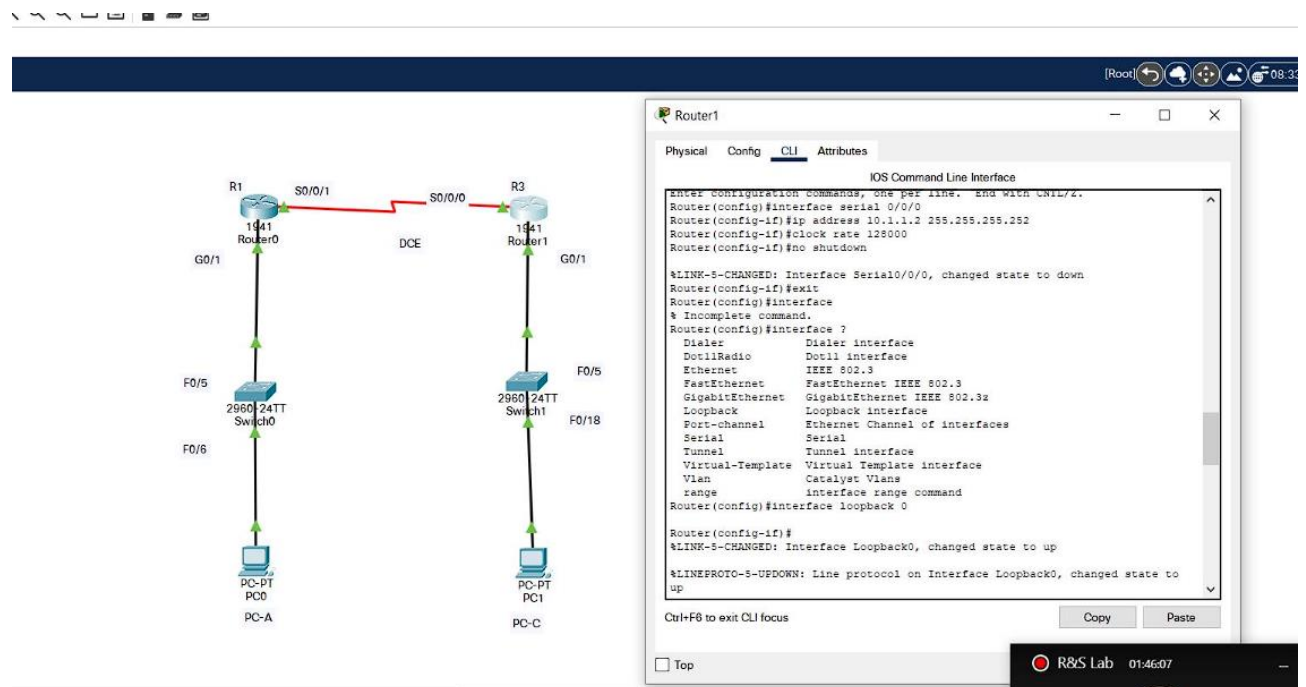 [Root]
08:33
R1
S0/0/1
S0/0/0
R3
1941
Router0
DCE
1941
Router1
G0/1
G0/1
F0/5
F0/5
2960-24TT
Switch0
2960-24TT
Switch1
F0/18
F0/6
PC-PT
PC0
PC-PT
PC1
PC-A
PC-C
Router1
Physical Config CLI Attributes
IOS Command Line Interface
Enter configuration commands, one per line. End with CNTL/Z.
Router(config)#interface serial 0/0/0
Router(config-if)#ip address 10.1.1.2 255.255.255.252
Router(config-if)#clock rate 128000
Router(config-if)#no shutdown
%LINK-5-CHANGED: Interface Serial0/0/0, changed state to down
Router(config-if)#exit
Router(config)#interface
% Incomplete command.
Router(config)#interface ?
Dialer Dialer interface
Dot11Radio Dot11 interface
Ethernet IEEE 802.3
FastEthernet FastEthernet IEEE 802.3
GigabitEthernet GigabitEthernet IEEE 802.3z
Loopback Loopback interface
Port-channel Ethernet Channel of interfaces
Serial Serial
Tunnel Tunnel interface
Virtual-Template Virtual Template interface
Vlan Catalyst Vlans
range interface range command
Router(config)#interface loopback 0
Router(config-if)#
%LINK-5-CHANGED: Interface Loopback0, changed state to up
%LINEPROTO-5-UPDOWN: Line protocol on Interface Loopback0, changed state to
up
Ctrl+F6 to exit CLI focus
Copy Paste
Top
R&S Lab 01:46:07